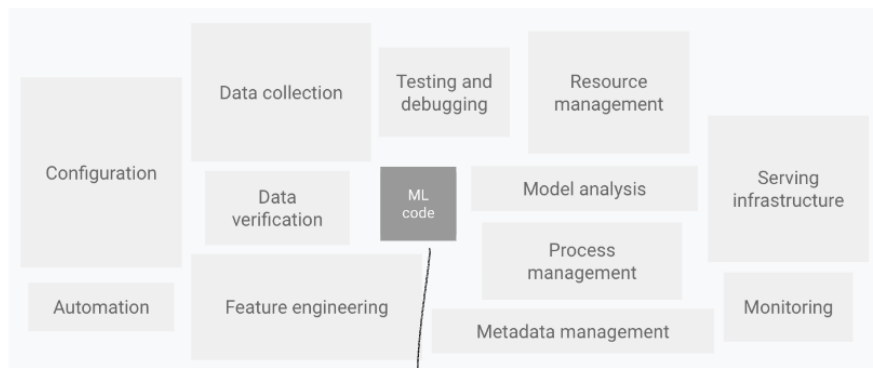 Data collection
Testing and
debugging
Resource
management
Configuration
Data
verification
ML
code
Model analysis
Serving
infrastructure
Process
management
Automation
Feature engineering
Metadata management
Monitoring